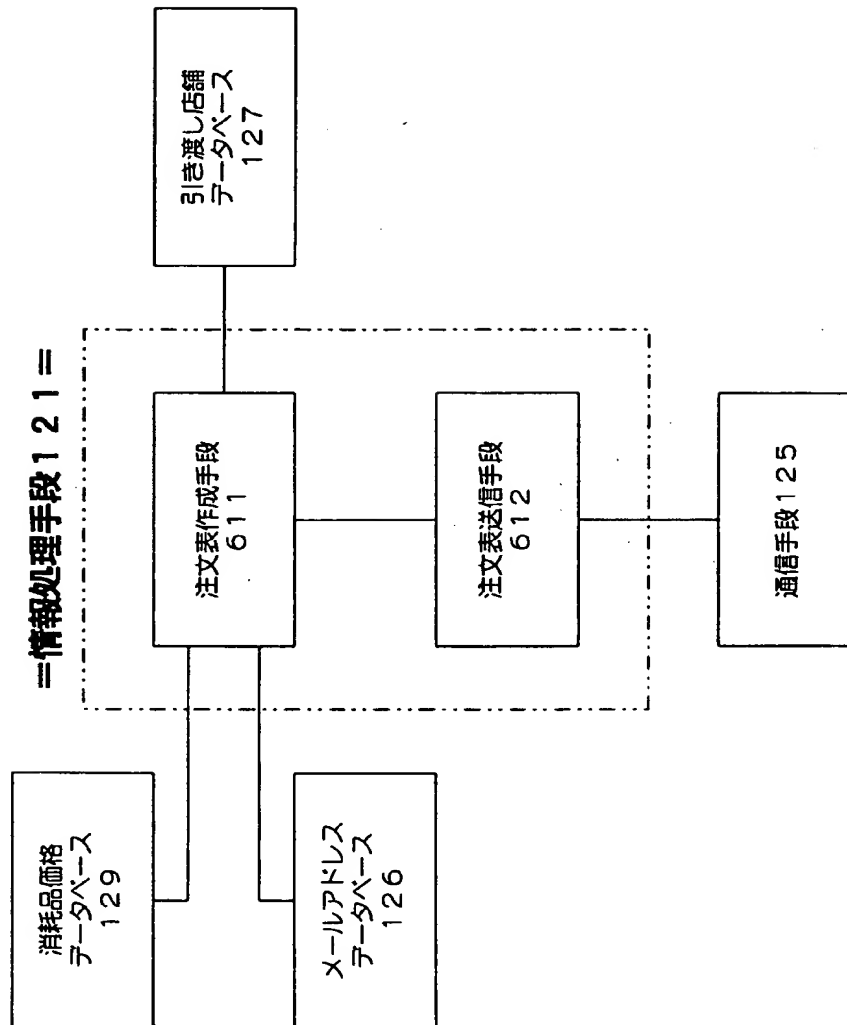 =情報処理手段121=
消耗品価格
データベース
129
メールアドレス
データベース
126
注文表作成手段
611
注文表送信手段
612
引き渡し店舗
データベース
127
通信手段125